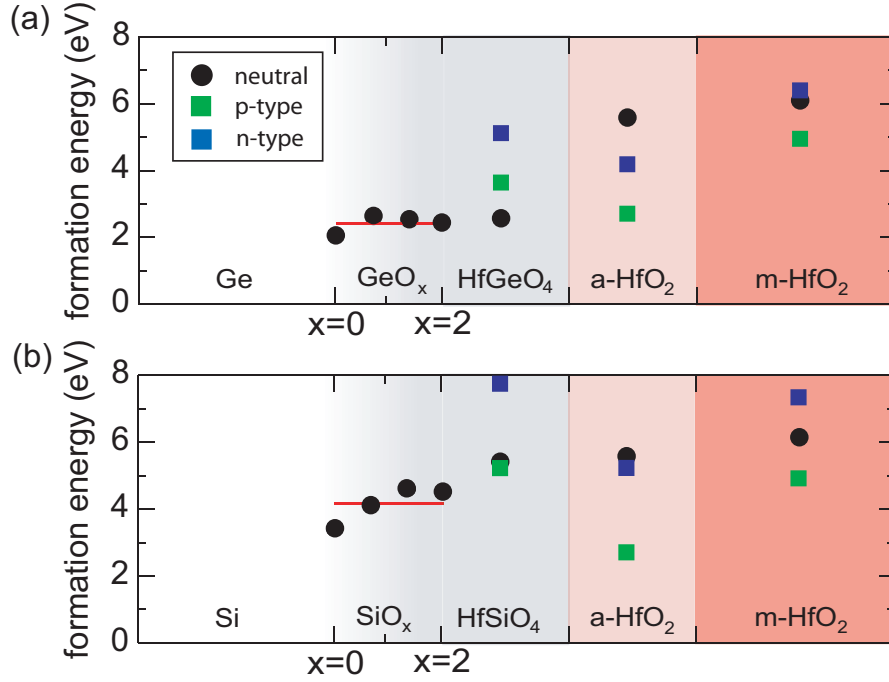 (a)
formation energy (eV)
8
6
4
2
0
neutral
p-type
n-type
Ge
GeOx
HfGeO4
a-HfO2
m-HfO2
x=0
x=2
(b)
formation energy (eV)
8
6
4
2
0
Si
SiOx
HfSiO4
a-HfO2
m-HfO2
x=0
x=2